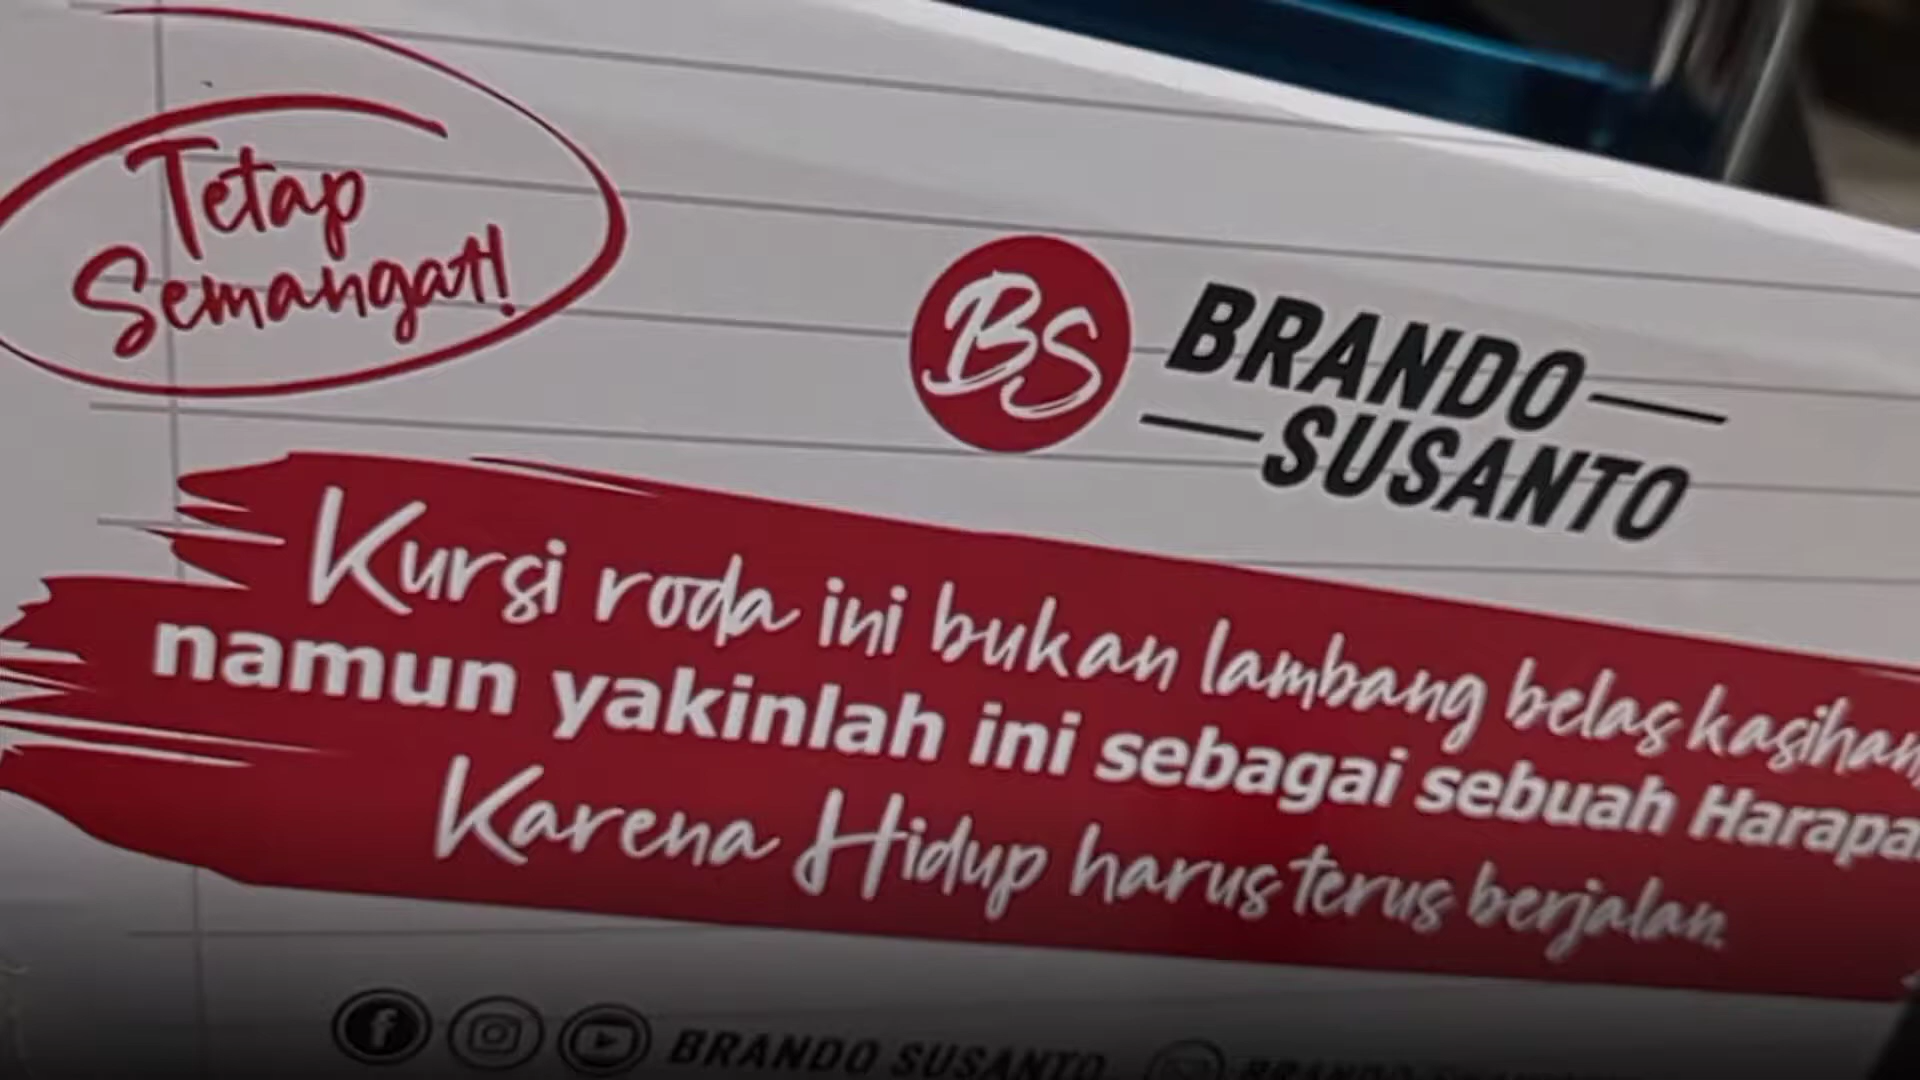 Tetap
Semangat!
BS
BRANDO
SUSANTO
Kursi roda ini bukan lambang belas kasihan,
namun yakinlah ini sebagai sebuah Harapa
Karena Hidup harus terus berjalan.
BRANDO SUSANTO